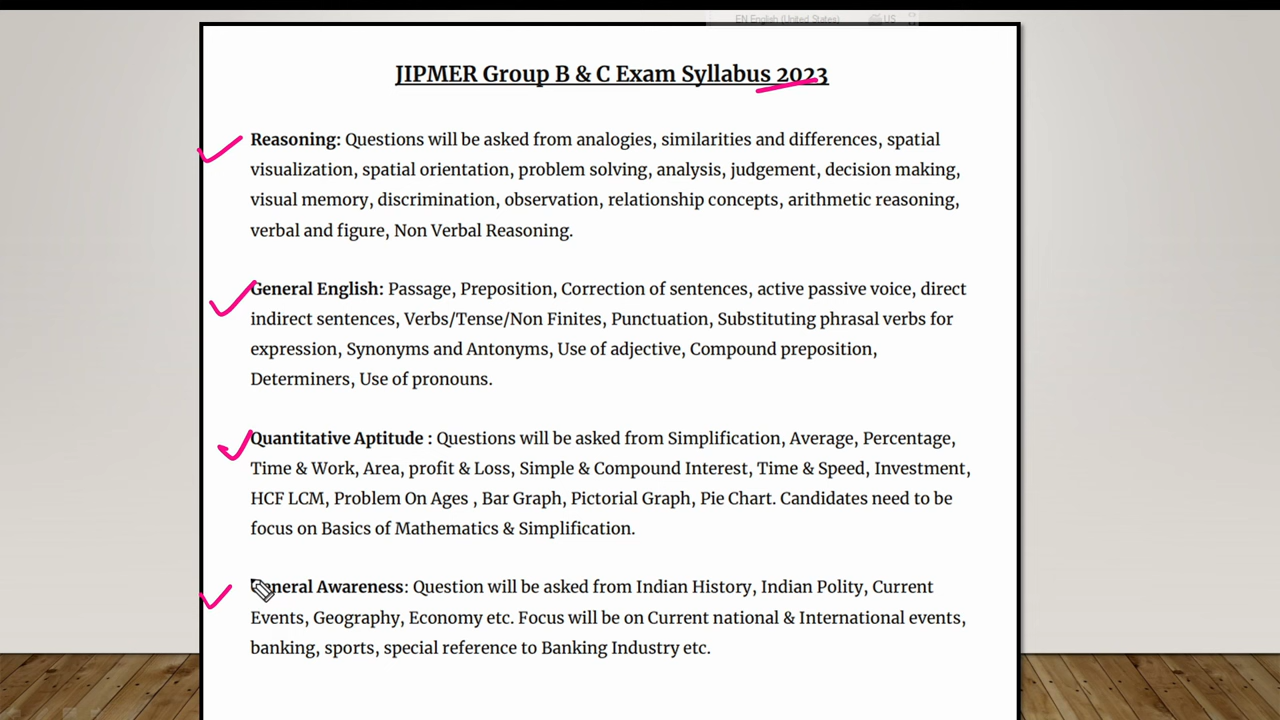 EN English (United States) US
JIPMER Group B & C Exam Syllabus 2023
Reasoning: Questions will be asked from analogies, similarities and differences, spatial
visualization, spatial orientation, problem solving, analysis, judgement, decision making,
visual memory, discrimination, observation, relationship concepts, arithmetic reasoning,
verbal and figure, Non Verbal Reasoning.
General English: Passage, Preposition, Correction of sentences, active passive voice, direct
indirect sentences, Verbs/Tense/Non Finites, Punctuation, Substituting phrasal verbs for
expression, Synonyms and Antonyms, Use of adjective, Compound preposition,
Determiners, Use of pronouns.
Quantitative Aptitude : Questions will be asked from Simplification, Average, Percentage,
Time & Work, Area, profit & Loss, Simple & Compound Interest, Time & Speed, Investment,
HCF LCM, Problem On Ages , Bar Graph, Pictorial Graph, Pie Chart. Candidates need to be
focus on Basics of Mathematics & Simplification.
General Awareness: Question will be asked from Indian History, Indian Polity, Current
Events, Geography, Economy etc. Focus will be on Current national & International events,
banking, sports, special reference to Banking Industry etc.